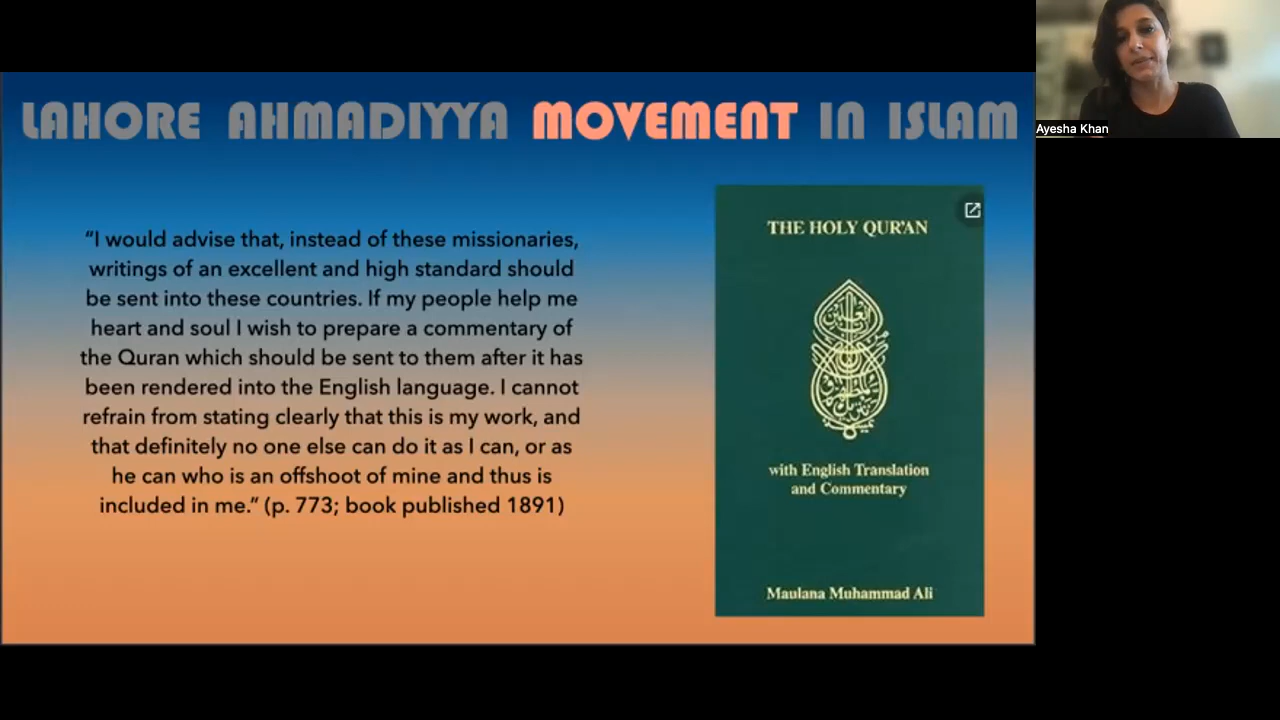 LAHORE AHMADIYYA MOVEMENT IN ISLAM
Ayesha Khan
“I would advise that, instead of these missionaries,
writings of an excellent and high standard should
be sent into these countries. If my people help me
heart and soul I wish to prepare a commentary of
the Quran which should be sent to them after it has
been rendered into the English language. I cannot
refrain from stating clearly that this is my work, and
that definitely no one else can do it as I can, or as
he can who is an offshoot of mine and thus is
included in me.” (p. 773; book published 1891)
THE HOLY QUR'AN
with English Translation
and Commentary
Maulana Muhammad Ali